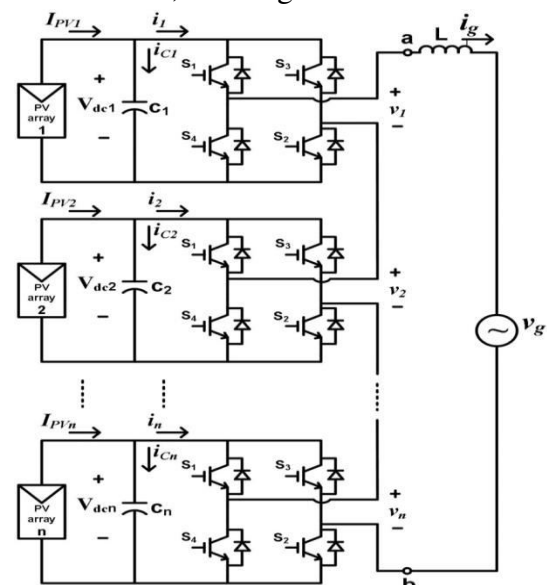 I_PV1 i_1 a L i_g
i_C1 S_1 S_3
+ +
PV array 1 V_dc1 C_1 v_1
− S_4 S_2 −
I_PV2 i_2
i_C2 S_1 S_3
+ +
PV array 2 V_dc2 C_2 v_2
− S_4 S_2 −
v_g
I_PVn i_n
i_Cn S_1 S_3
+ +
PV array n V_dcn C_n v_n
− S_4 S_2 −
b